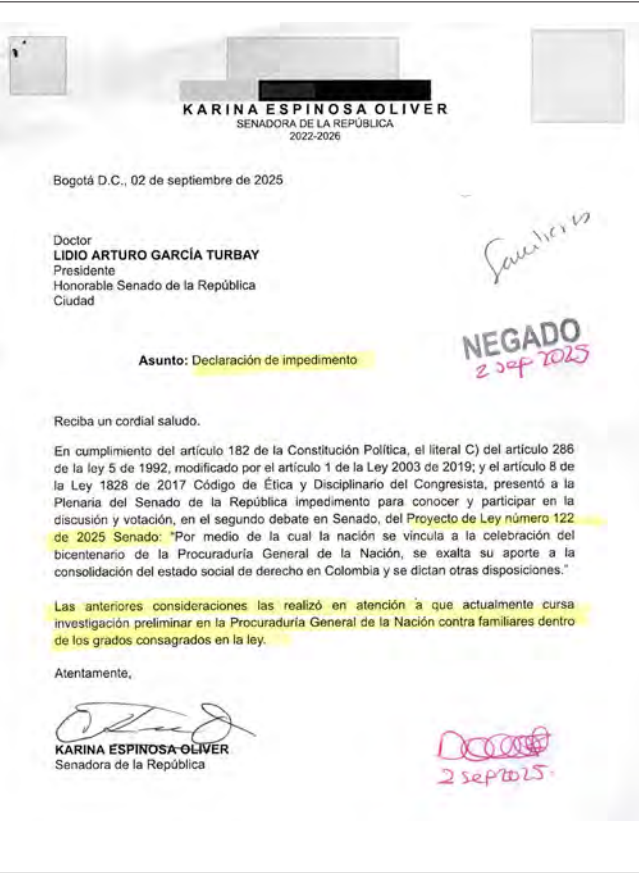 KARINA ESPINOSA OLIVER
SENADORA DE LA REPÚBLICA
2022-2026
Bogotá D.C., 02 de septiembre de 2025
Doctor
LIDIO ARTURO GARCÍA TURBAY
Presidente
Honorable Senado de la República
Ciudad
Familiares
NEGADO
2 sep 2025
Asunto: Declaración de impedimento
Reciba un cordial saludo.
En cumplimiento del artículo 182 de la Constitución Política, el literal C) del artículo 286
de la ley 5 de 1992, modificado por el artículo 1 de la Ley 2003 de 2019; y el artículo 8 de
la Ley 1828 de 2017 Código de Ética y Disciplinario del Congresista, presentó a la
Plenaria del Senado de la República impedimento para conocer y participar en la
discusión y votación, en el segundo debate en Senado, del Proyecto de Ley número 122
de 2025 Senado: "Por medio de la cual la nación se vincula a la celebración del
bicentenario de la Procuraduría General de la Nación, se exalta su aporte a la
consolidación del estado social de derecho en Colombia y se dictan otras disposiciones."
Las anteriores consideraciones las realizó en atención a que actualmente cursa
investigación preliminar en la Procuraduría General de la Nación contra familiares dentro
de los grados consagrados en la ley.
Atentamente,
KARINA ESPINOSA OLIVER
Senadora de la República
2 sep 2025.